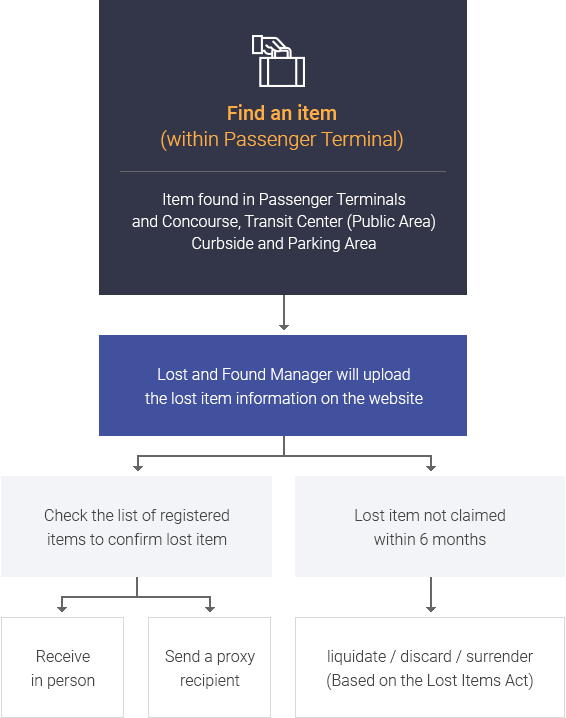 Find an item
(within Passenger Terminal)
Item found in Passenger Terminals
and Concourse, Transit Center (Public Area)
Curbside and Parking Area
Lost and Found Manager will upload
the lost item information on the website
Check the list of registered
items to confirm lost item
Lost item not claimed
within 6 months
Receive
in person
Send a proxy
recipient
liquidate / discard / surrender
(Based on the Lost Items Act)